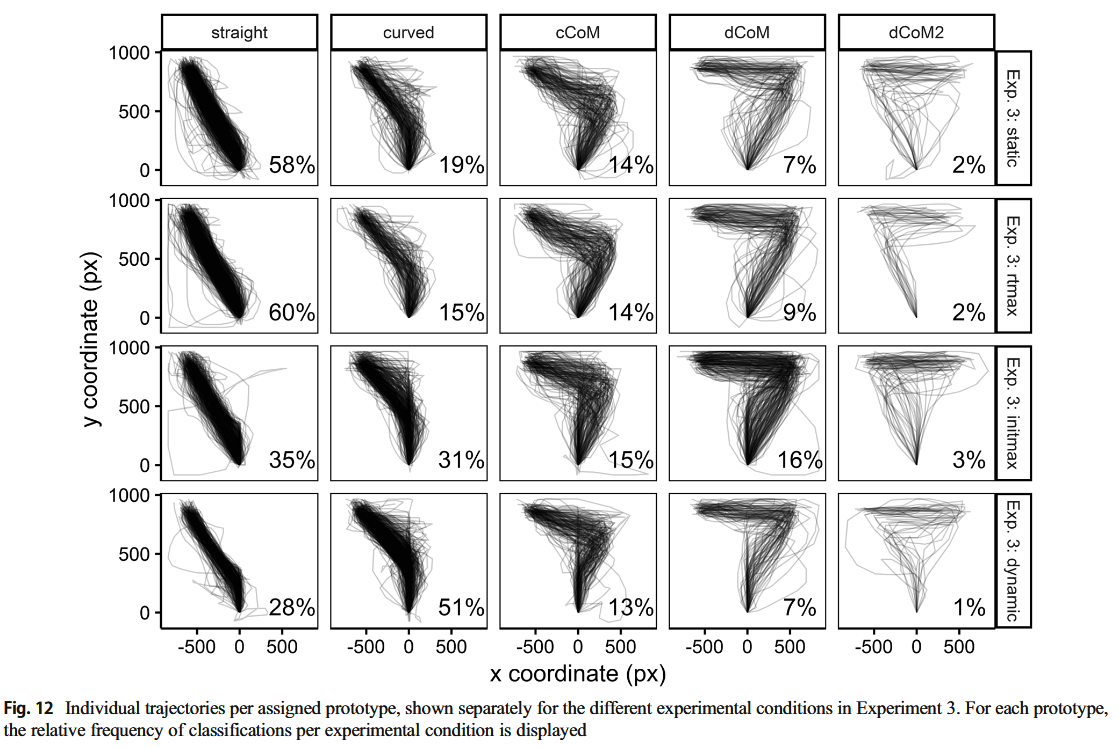 straight curved cCoM dCoM dCoM2
1000
500
0
58% 19% 14% 7% 2%
Exp. 3: static
1000
500
0
60% 15% 14% 9% 2%
Exp. 3: rtmax
1000
500
0
35% 31% 15% 16% 3%
Exp. 3: initmax
1000
500
0
28% 51% 13% 7% 1%
Exp. 3: dynamic
-500 0 500 -500 0 500 -500 0 500 -500 0 500 -500 0 500
y coordinate (px)
x coordinate (px)
Fig. 12 Individual trajectories per assigned prototype, shown separately for the different experimental conditions in Experiment 3. For each prototype,
the relative frequency of classifications per experimental condition is displayed